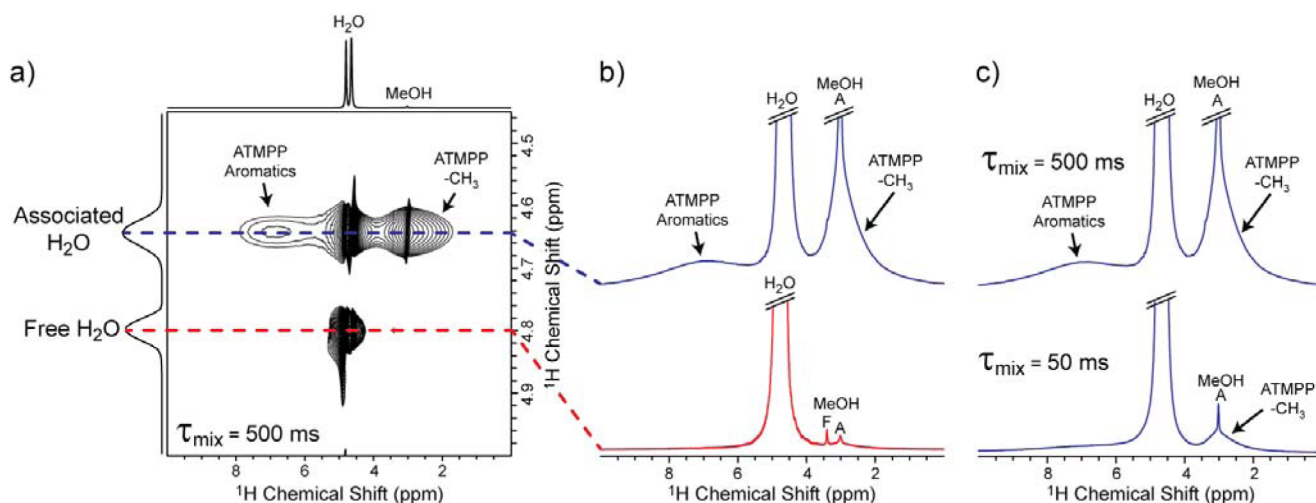 a)
H₂O
MeOH
ATMPP
Aromatics
ATMPP
-CH₃
Associated
H₂O
Free H₂O
4.5
4.6
4.7
4.8
4.9
¹H Chemical Shift (ppm)
τmix = 500 ms
8 6 4 2
¹H Chemical Shift (ppm)
b)
H₂O
MeOH
A
ATMPP
-CH₃
ATMPP
Aromatics
H₂O
MeOH
F A
8 6 4 2
¹H Chemical Shift (ppm)
c)
H₂O
MeOH
A
τmix = 500 ms
ATMPP
-CH₃
ATMPP
Aromatics
τmix = 50 ms
MeOH
A
ATMPP
-CH₃
8 6 4 2
¹H Chemical Shift (ppm)